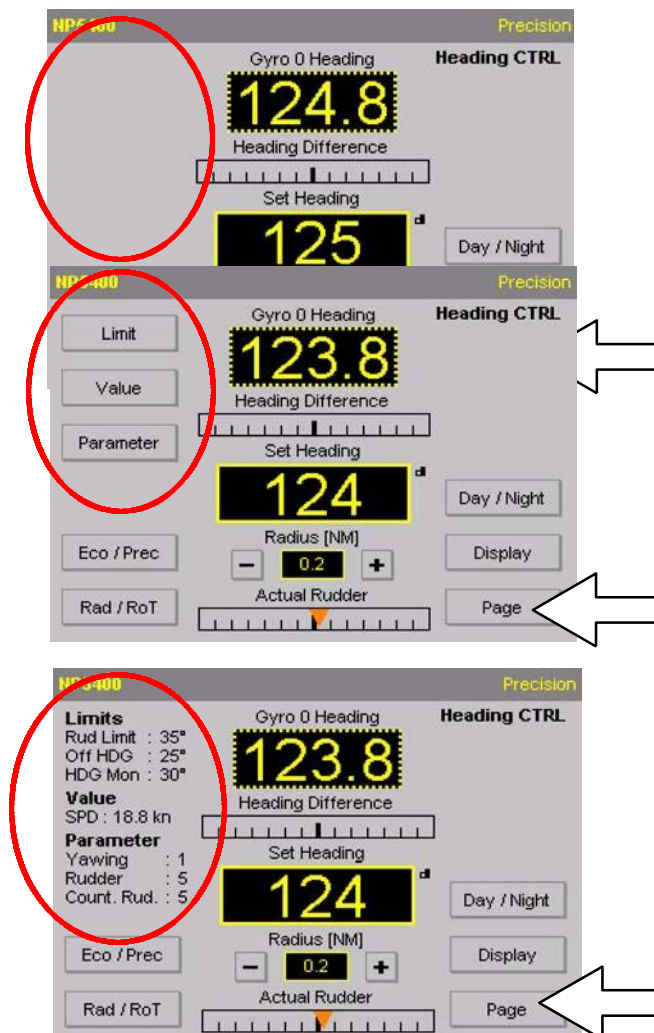 NP5400 Precision
Gyro 0 Heading Heading CTRL
124.8
Heading Difference
Set Heading
125
Day / Night
NP5400 Precision
Gyro 0 Heading Heading CTRL
Limit
123.8
Value
Heading Difference
Parameter
Set Heading
124
Day / Night
Radius [NM]
Eco / Prec
Display
− 0.2 +
Actual Rudder
Rad / RoT
Page
NP5400 Precision
Limits
Gyro 0 Heading Heading CTRL
Rud Limit : 35°
Off HDG : 25°
HDG Mon : 30°
123.8
Value
Heading Difference
SPD : 18.8 kn
Parameter
Yawing : 1
Set Heading
Rudder : 5
Count. Rud. : 5
124
Day / Night
Radius [NM]
Eco / Prec
Display
− 0.2 +
Actual Rudder
Rad / RoT
Page